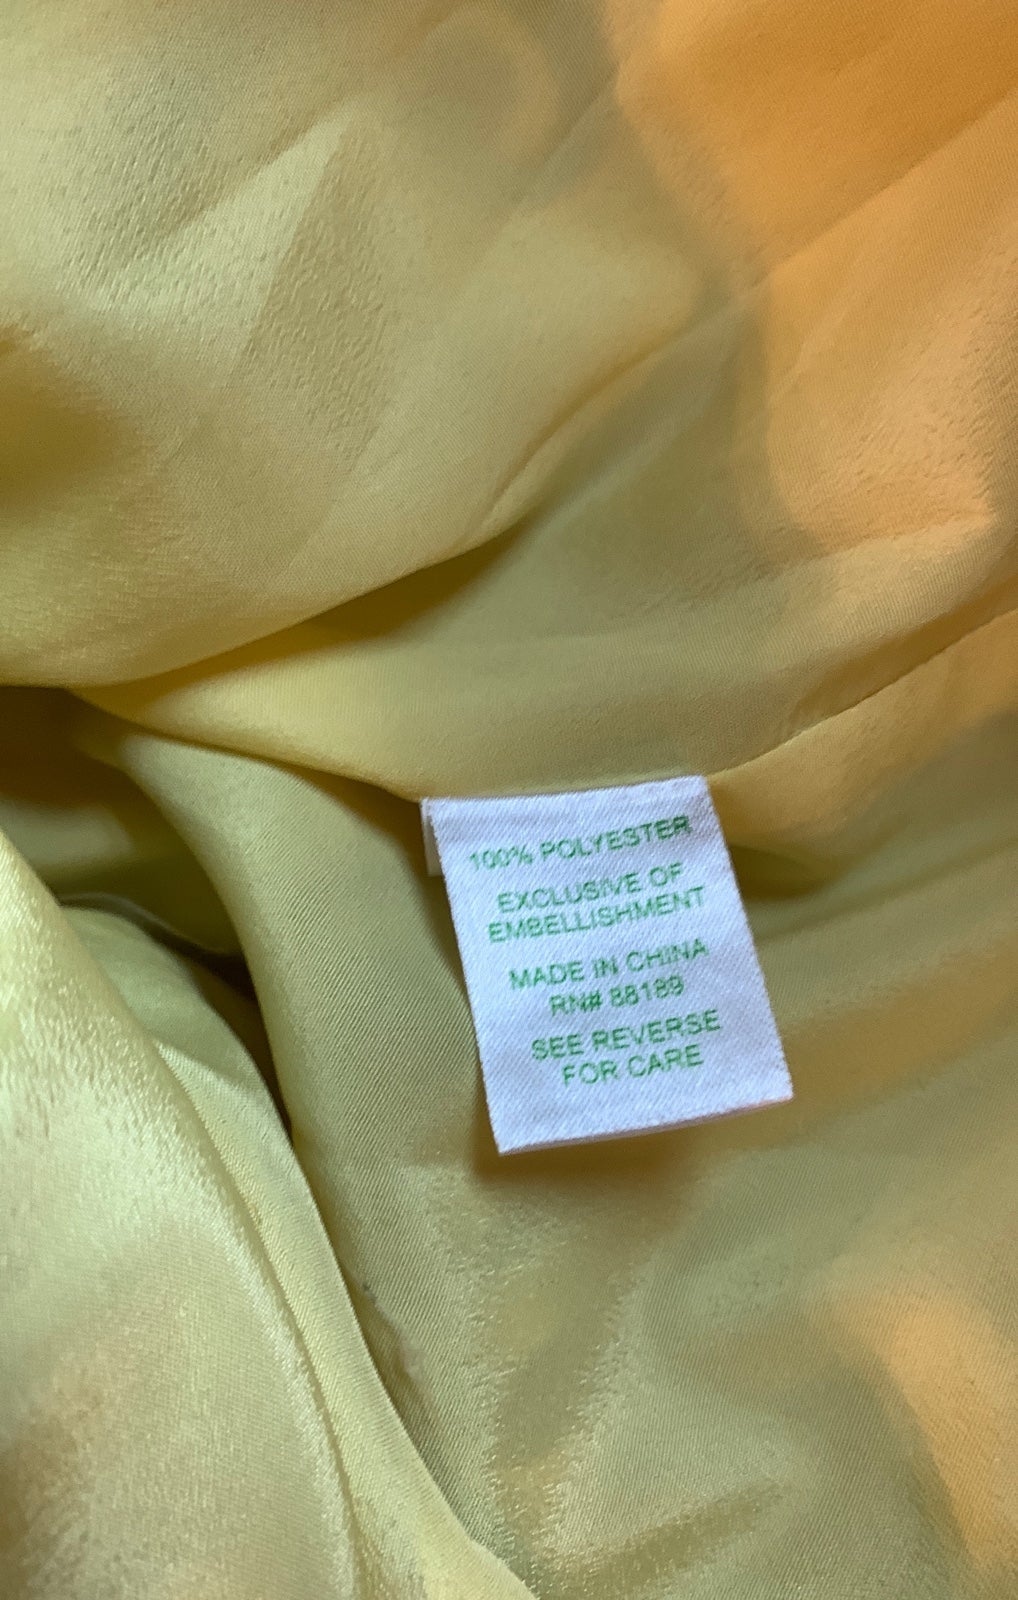 100% POLYESTER
EXCLUSIVE OF
EMBELLISHMENT
MADE IN CHINA
RN# 88189
SEE REVERSE
FOR CARE